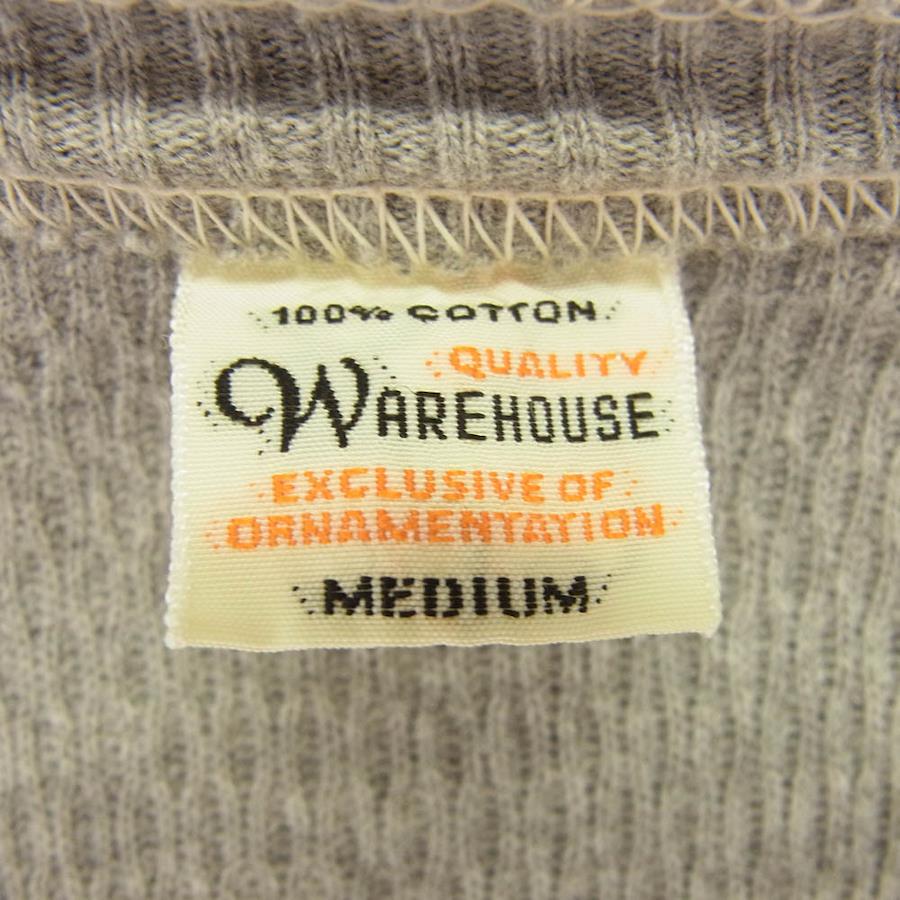 100% COTTON
QUALITY
WAREHOUSE
EXCLUSIVE OF
ORNAMENTATION
MEDIUM